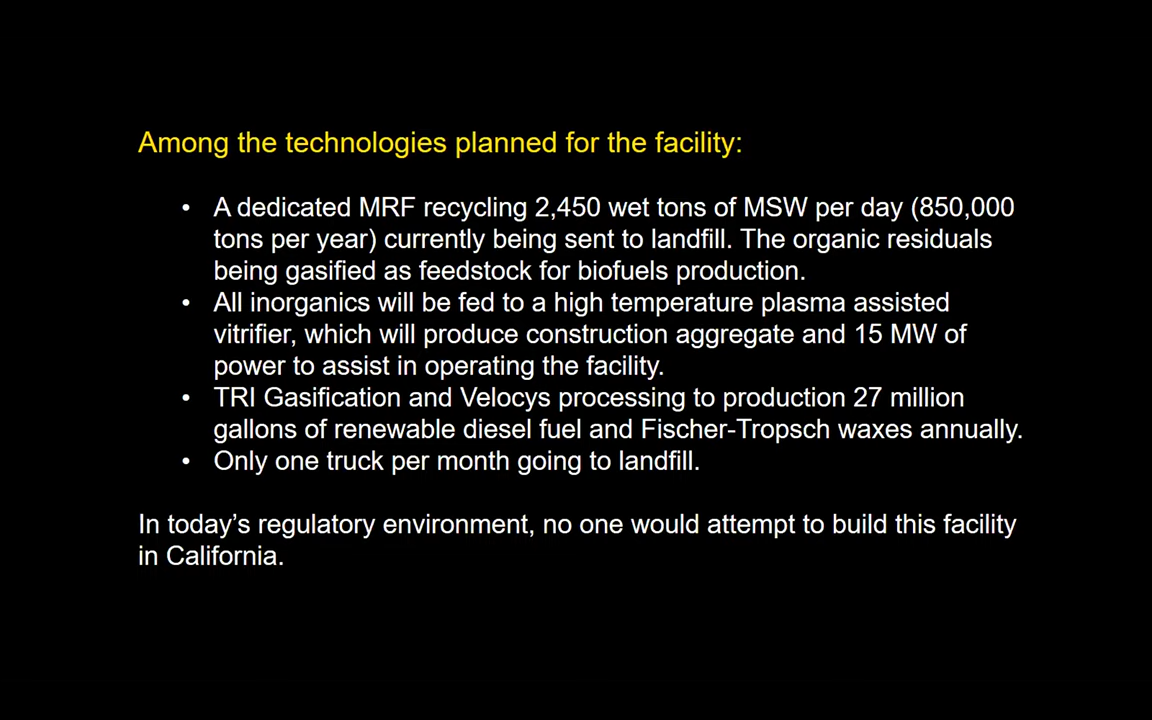 Among the technologies planned for the facility:
• A dedicated MRF recycling 2,450 wet tons of MSW per day (850,000
tons per year) currently being sent to landfill. The organic residuals
being gasified as feedstock for biofuels production.
• All inorganics will be fed to a high temperature plasma assisted
vitrifier, which will produce construction aggregate and 15 MW of
power to assist in operating the facility.
• TRI Gasification and Velocys processing to production 27 million
gallons of renewable diesel fuel and Fischer-Tropsch waxes annually.
• Only one truck per month going to landfill.
In today’s regulatory environment, no one would attempt to build this facility
in California.